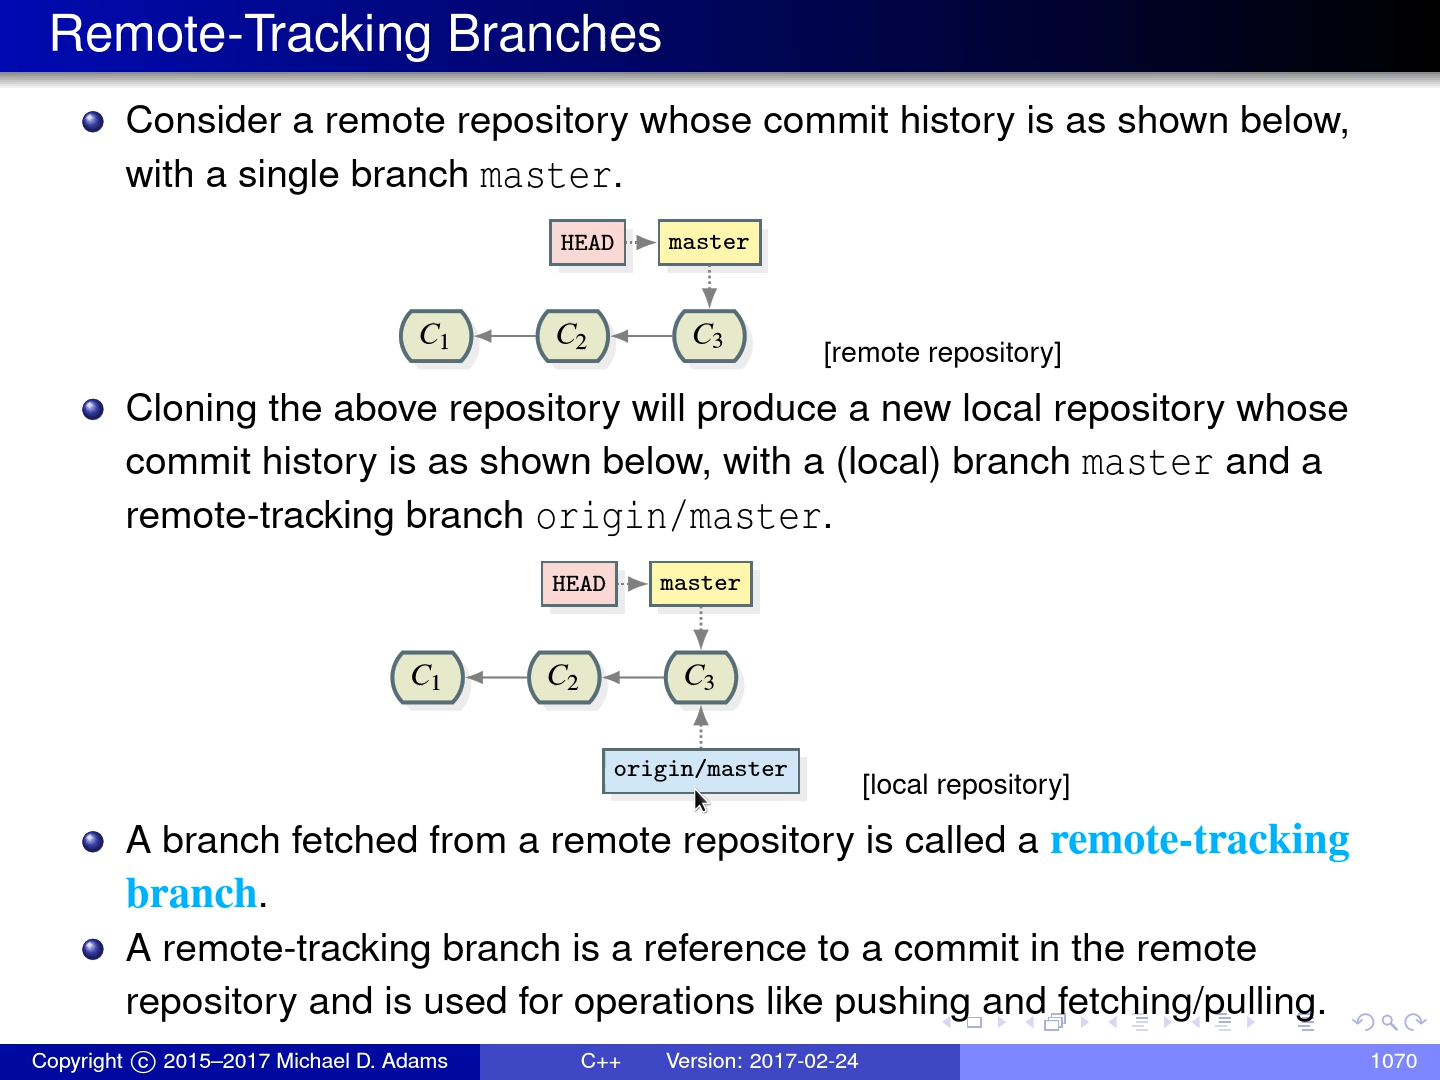 Remote-Tracking Branches
Consider a remote repository whose commit history is as shown below,
with a single branch master.
HEAD master
C1 C2 C3
[remote repository]
Cloning the above repository will produce a new local repository whose
commit history is as shown below, with a (local) branch master and a
remote-tracking branch origin/master.
HEAD master
C1 C2 C3
origin/master
[local repository]
A branch fetched from a remote repository is called a remote-tracking
branch.
A remote-tracking branch is a reference to a commit in the remote
repository and is used for operations like pushing and fetching/pulling.
Copyright © 2015–2017 Michael D. Adams C++ Version: 2017-02-24 1070